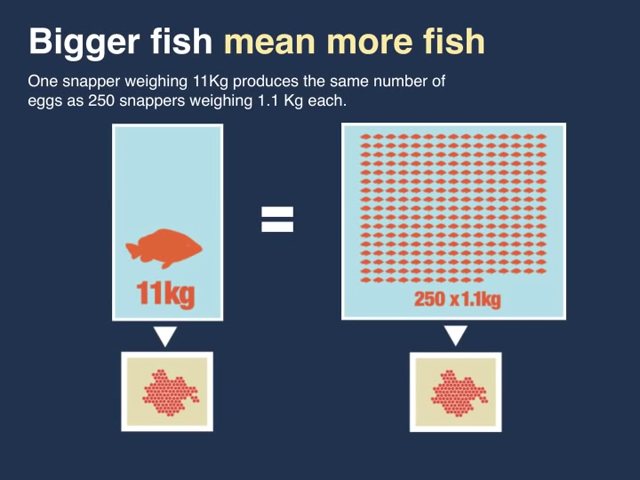 Bigger fish mean more fish
One snapper weighing 11Kg produces the same number of
eggs as 250 snappers weighing 1.1 Kg each.
=
11kg
250 x 1.1kg